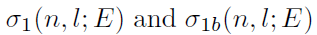 σ₁(n, l; E) and σ₁b(n, l; E)